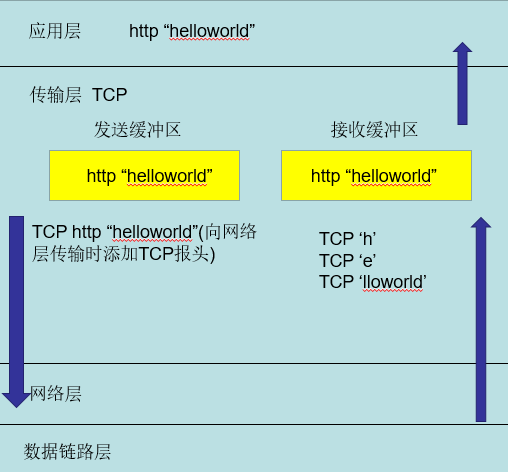 应用层 http “helloworld”
传输层 TCP
发送缓冲区 接收缓冲区
http “helloworld” http “helloworld”
TCP http “helloworld”(向网络
层传输时添加TCP报头)
TCP ‘h’
TCP ‘e’
TCP ‘lloworld’
网络层
数据链路层